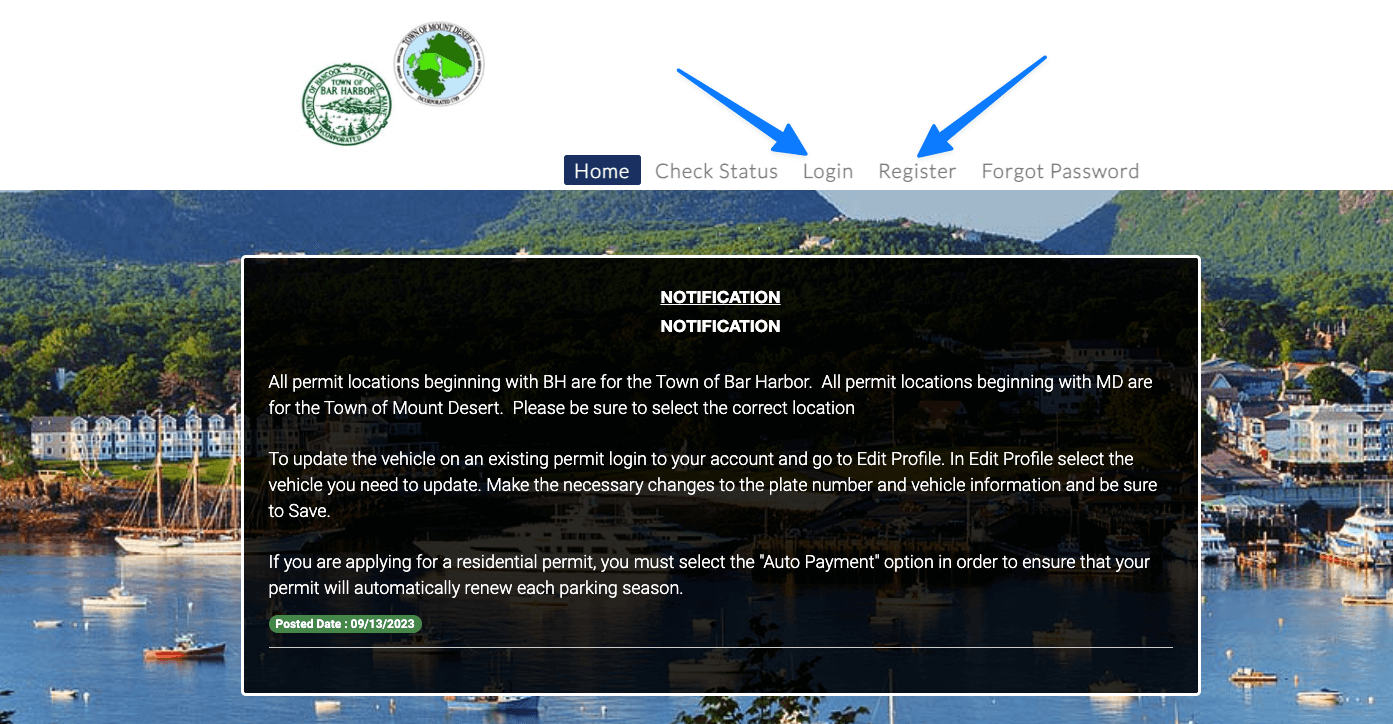 TOWN OF MOUNT DESERT
INCORPORATED 1789
COUNTY OF HANCOCK · STATE OF MAINE
TOWN OF
BAR HARBOR
INCORPORATED 1796
Home
Check Status
Login
Register
Forgot Password
NOTIFICATION
NOTIFICATION
All permit locations beginning with BH are for the Town of Bar Harbor.  All permit locations beginning with MD are
for the Town of Mount Desert.  Please be sure to select the correct location
To update the vehicle on an existing permit login to your account and go to Edit Profile. In Edit Profile select the
vehicle you need to update. Make the necessary changes to the plate number and vehicle information and be sure
to Save.
If you are applying for a residential permit, you must select the "Auto Payment" option in order to ensure that your
permit will automatically renew each parking season.
Posted Date : 09/13/2023